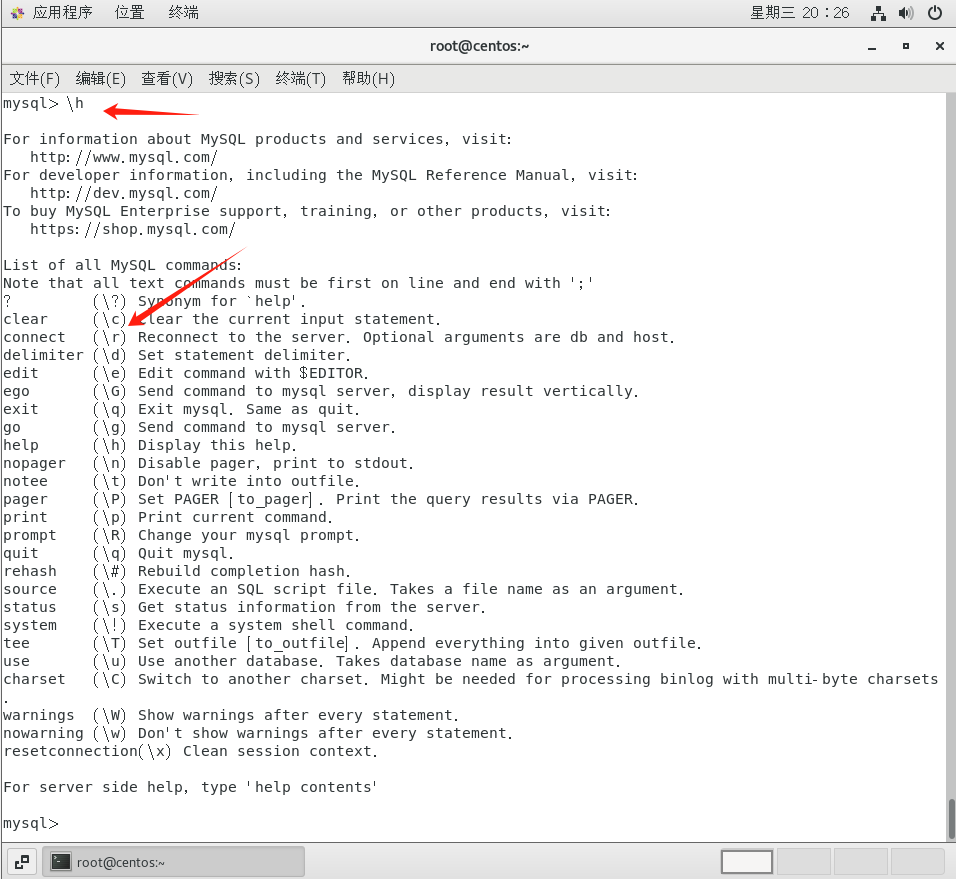 应用程序 位置 终端 星期三 20：26
root@centos:~
文件(F) 编辑(E) 查看(V) 搜索(S) 终端(T) 帮助(H)
mysql> \h
For information about MySQL products and services, visit:
   http://www.mysql.com/
For developer information, including the MySQL Reference Manual, visit:
   http://dev.mysql.com/
To buy MySQL Enterprise support, training, or other products, visit:
   https://shop.mysql.com/
List of all MySQL commands:
Note that all text commands must be first on line and end with ';'
?         (\?) Synonym for `help'.
clear     (\c) Clear the current input statement.
connect   (\r) Reconnect to the server. Optional arguments are db and host.
delimiter (\d) Set statement delimiter.
edit      (\e) Edit command with $EDITOR.
ego       (\G) Send command to mysql server, display result vertically.
exit      (\q) Exit mysql. Same as quit.
go        (\g) Send command to mysql server.
help      (\h) Display this help.
nopager   (\n) Disable pager, print to stdout.
notee     (\t) Don't write into outfile.
pager     (\P) Set PAGER [to_pager]. Print the query results via PAGER.
print     (\p) Print current command.
prompt    (\R) Change your mysql prompt.
quit      (\q) Quit mysql.
rehash    (\#) Rebuild completion hash.
source    (\.) Execute an SQL script file. Takes a file name as an argument.
status    (\s) Get status information from the server.
system    (\!) Execute a system shell command.
tee       (\T) Set outfile [to_outfile]. Append everything into given outfile.
use       (\u) Use another database. Takes database name as argument.
charset   (\C) Switch to another charset. Might be needed for processing binlog with multi-byte charsets
.
warnings  (\W) Show warnings after every statement.
nowarning (\w) Don't show warnings after every statement.
resetconnection(\x) Clean session context.
For server side help, type 'help contents'
mysql>
root@centos:~